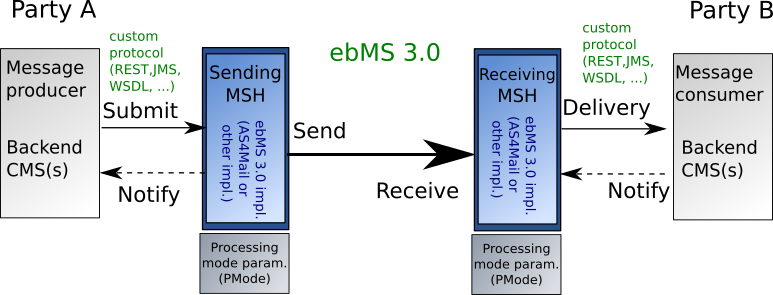 Party A
Party B
custom
protocol
(REST,JMS,
WSDL, ...)
ebMS 3.0
custom
protocol
(REST,JMS,
WSDL, ...)
Message
producer
Backend
CMS(s)
Submit
Notify
Sending
MSH
ebMS 3.0 impl.
(AS4Mail or
other impl.)
Processing
mode param.
(PMode)
Send
Receive
Receiving
MSH
ebMS 3.0 impl.
(AS4Mail or
other impl.)
Processing
mode param.
(PMode)
Delivery
Notify
Message
consumer
Backend
CMS(s)